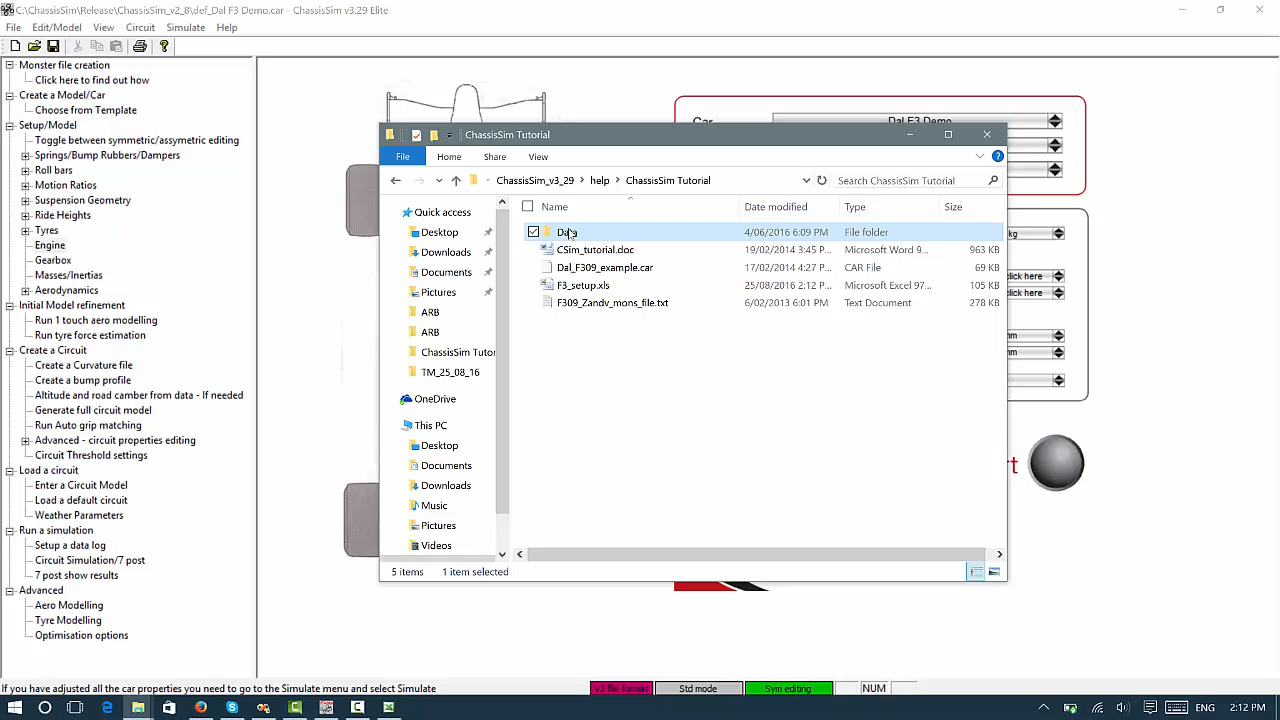 C:\ChassisSim\Release\ChassisSim_v2_8\def_Dal F3 Demo.car - ChassisSim v3.29 Elite
File Edit/Model View Circuit Simulate Help
Monster file creation
Click here to find out how
Create a Model/Car
Choose from Template
Setup/Model
Toggle between symmetric/assymetric editing
Springs/Bump Rubbers/Dampers
Roll bars
Motion Ratios
Suspension Geometry
Ride Heights
Tyres
Engine
Gearbox
Masses/Inertias
Aerodynamics
Initial Model refinement
Run 1 touch aero modelling
Run tyre force estimation
Create a Circuit
Create a Curvature file
Create a bump profile
Altitude and road camber from data - If needed
Generate full circuit model
Run Auto grip matching
Advanced - circuit properties editing
Circuit Threshold settings
Load a circuit
Enter a Circuit Model
Load a default circuit
Weather Parameters
Run a simulation
Setup a data log
Circuit Simulation/7 post
7 post show results
Advanced
Aero Modelling
Tyre Modelling
Optimisation options
Car Dal F3 Demo
kg
click here
click here
mm
mm
rt
ChassisSim Tutorial
File Home Share View
ChassisSim_v3_29 help ChassisSim Tutorial
Search ChassisSim Tutorial
Name Date modified Type Size
Data 4/06/2016 6:09 PM File folder
CSim_tutorial.doc 19/02/2014 3:45 P... Microsoft Word 9... 963 KB
Dal_F309_example.car 17/02/2014 4:27 P... CAR File 69 KB
F3_setup.xls 25/08/2016 2:12 P... Microsoft Excel 97... 105 KB
F309_Zandv_mons_file.txt 6/02/2013 6:01 PM Text Document 278 KB
Quick access
Desktop
Downloads
Documents
Pictures
ARB
ARB
ChassisSim Tutor
TM_25_08_16
OneDrive
This PC
Desktop
Documents
Downloads
Music
Pictures
Videos
5 items 1 item selected
If you have adjusted all the car properties you need to go to the Simulate menu and select Simulate
v3 file format Std mode Sym editing NUM
ENG 2:12 PM